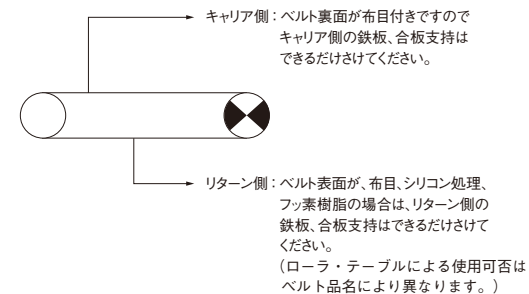 キャリア側：ベルト裏面が布目付きですので
キャリア側の鉄板、合板支持は
できるだけさけてください。
リターン側：ベルト表面が、布目、シリコン処理、
フッ素樹脂の場合は、リターン側の
鉄板、合板支持はできるだけさけて
ください。
(ローラ・テーブルによる使用可否は
ベルト品名により異なります。)